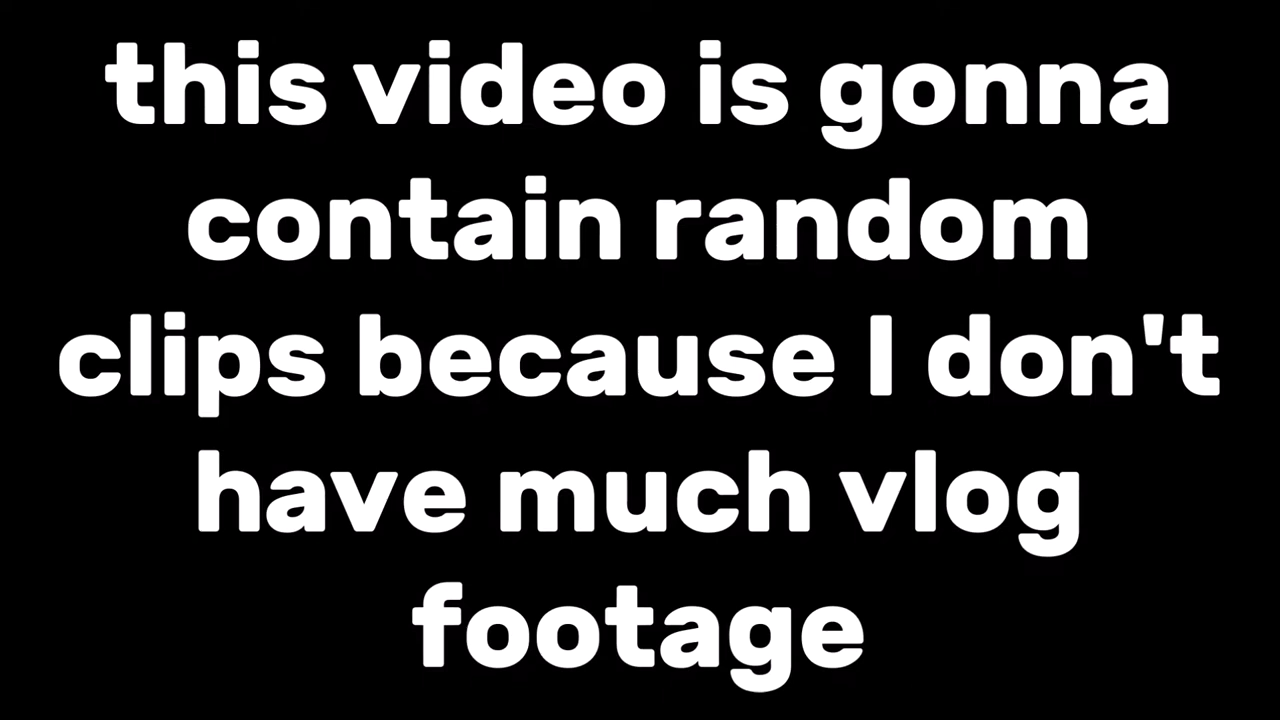 this video is gonna
contain random
clips because I don't
have much vlog
footage